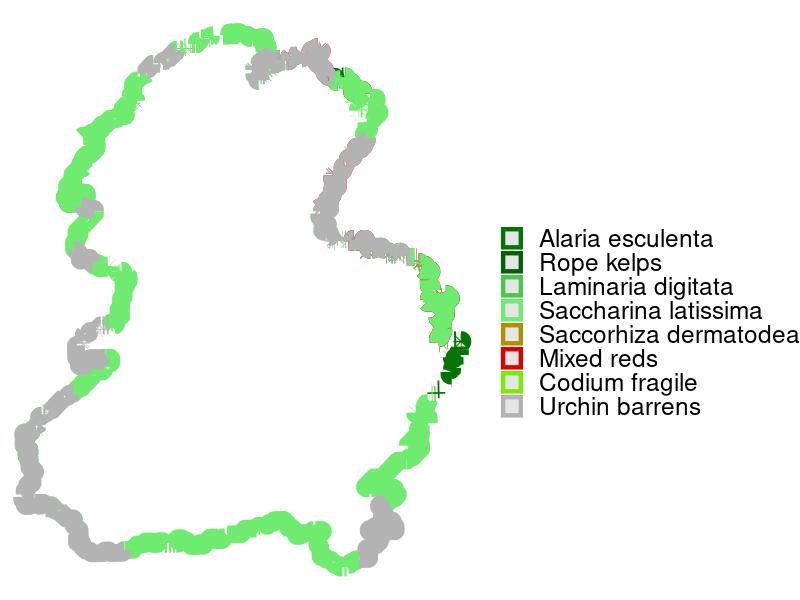 Alaria esculenta
Rope kelps
Laminaria digitata
Saccharina latissima
Saccorhiza dermatodea
Mixed reds
Codium fragile
Urchin barrens